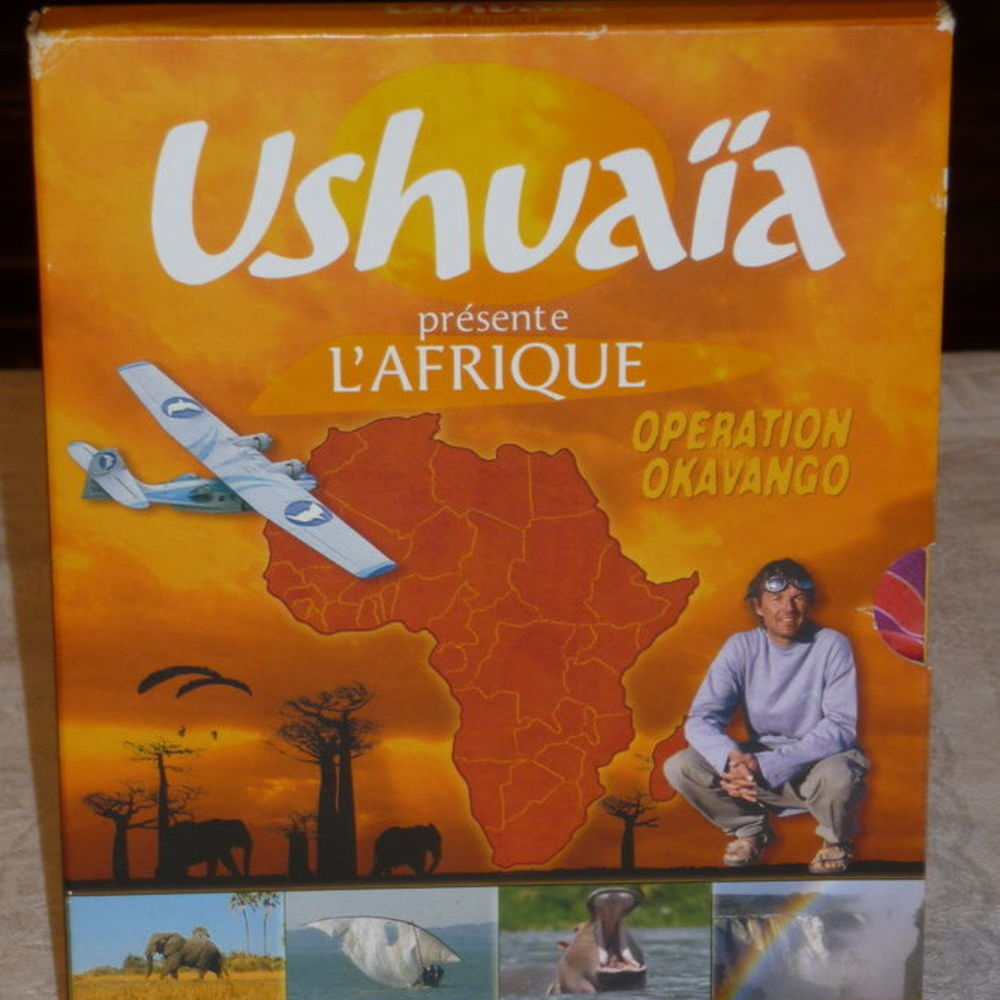 Ushuaïa
présente
L'AFRIQUE
OPERATION
OKAVANGO